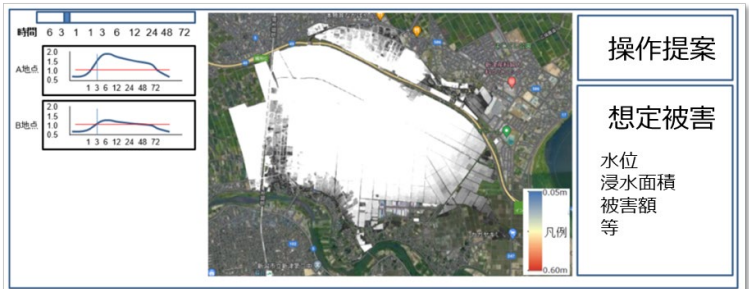 時間 6 3 1 1 3 6 12 24 48 72
A地点
2.0
1.5
1.0
0.5
1 3 6 12 24 48 72
B地点
2.0
1.5
1.0
0.5
1 3 6 12 24 48 72
0.05m
凡例
0.60m
操作提案
想定被害
水位
浸水面積
被害額
等